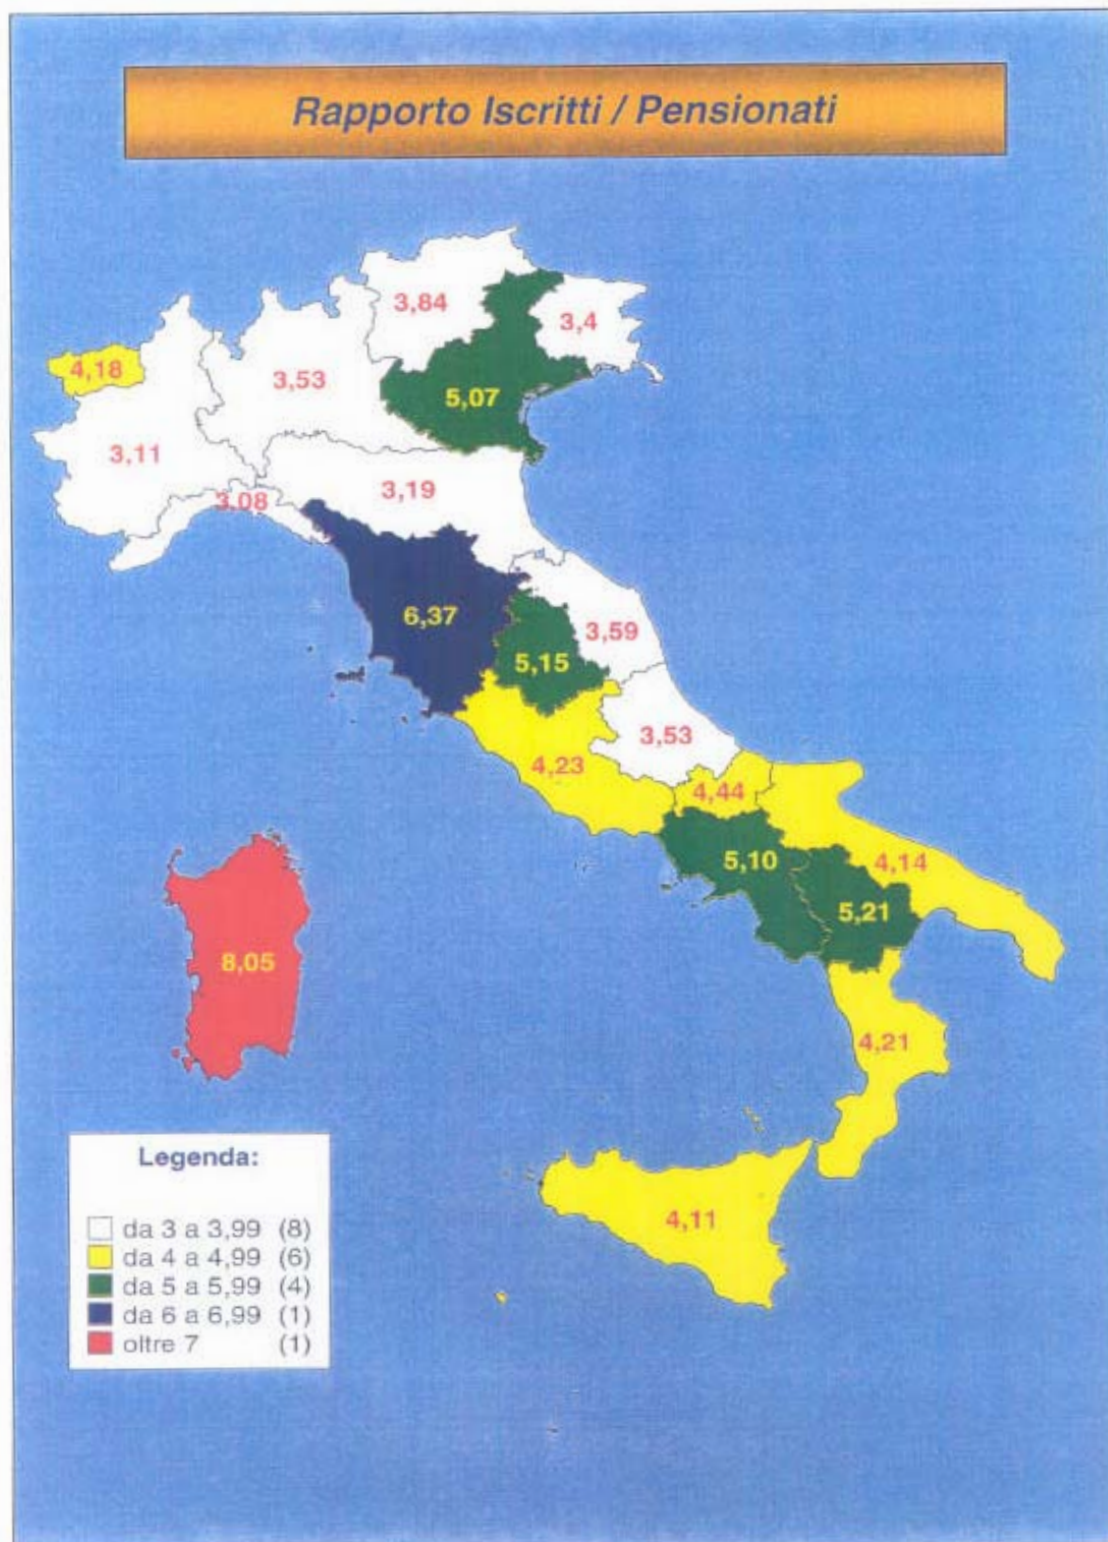 Rapporto Iscritti / Pensionati
3,84
3,4
4,18
3,53
5,07
3,11
3,19
3,08
6,37
3,59
5,15
3,53
4,23
4,44
5,10
4,14
5,21
8,05
4,21
4,11
Legenda:
da 3 a 3,99 (8)
da 4 a 4,99 (6)
da 5 a 5,99 (4)
da 6 a 6,99 (1)
oltre 7 (1)